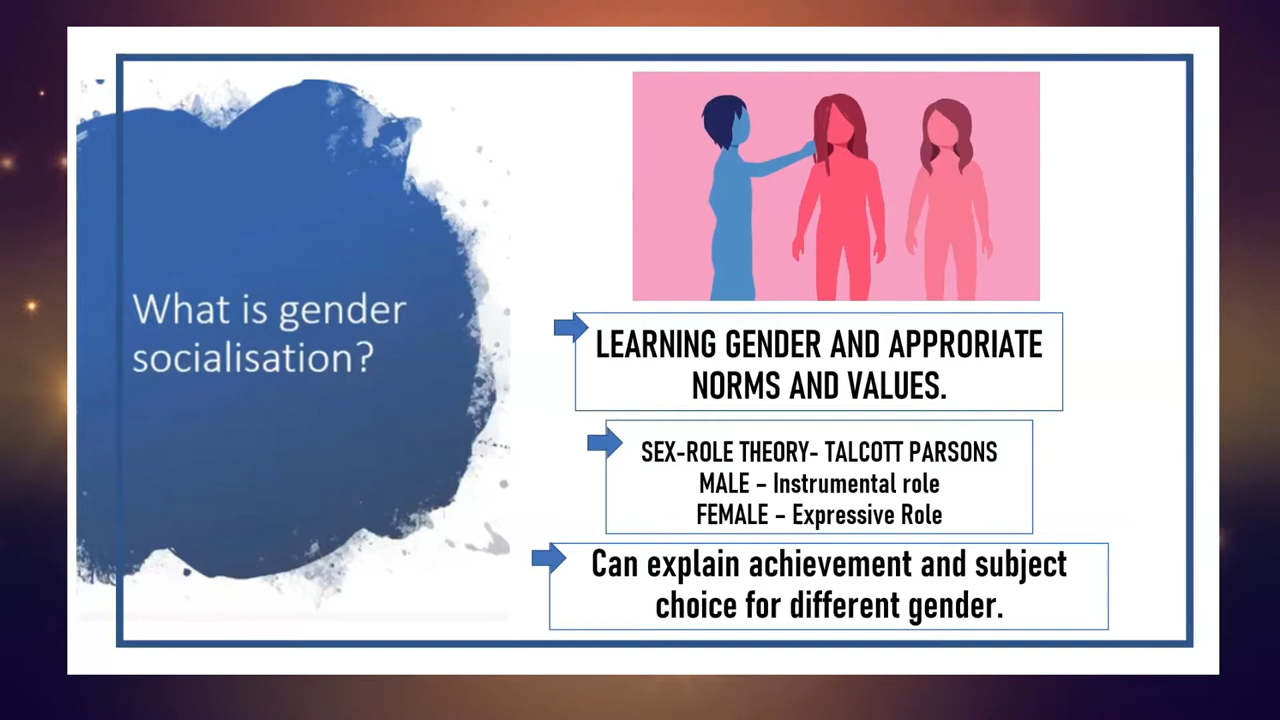 What is gender
socialisation?
LEARNING GENDER AND APPRORIATE
NORMS AND VALUES.
SEX-ROLE THEORY- TALCOTT PARSONS
MALE – Instrumental role
FEMALE – Expressive Role
Can explain achievement and subject
choice for different gender.